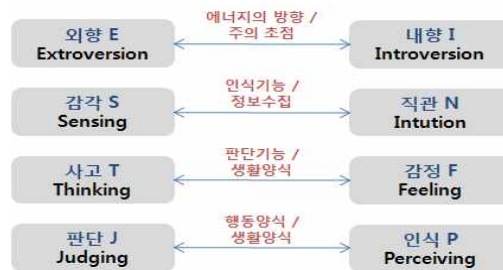 외향 E
Extroversion
에너지의 방향 /
주의 초점
내향 I
Introversion
감각 S
Sensing
인식기능 /
정보수집
직관 N
Intution
사고 T
Thinking
판단기능 /
생활양식
감정 F
Feeling
판단 J
Judging
행동양식 /
생활양식
인식 P
Perceiving